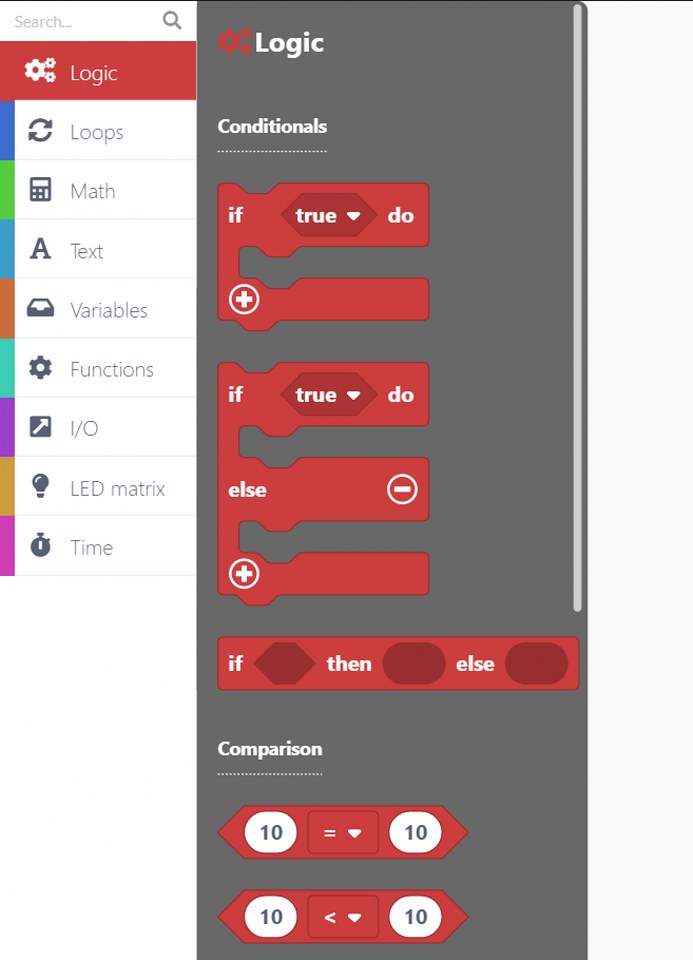 Search...
Logic
Loops
Math
Text
Variables
Functions
I/O
LED matrix
Time
Logic
Conditionals
if true do
if true do
else
if then else
Comparison
10 = 10
10 < 10